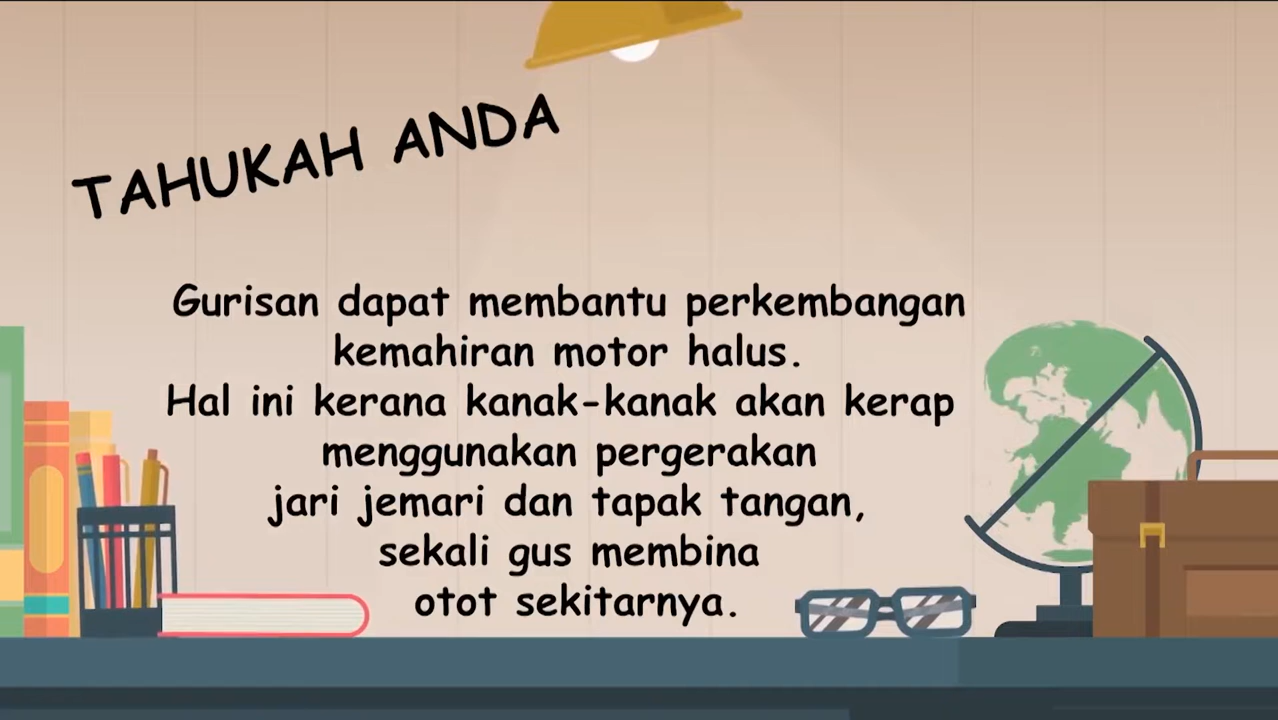 TAHUKAH ANDA
Gurisan dapat membantu perkembangan
kemahiran motor halus.
Hal ini kerana kanak-kanak akan kerap
menggunakan pergerakan
jari jemari dan tapak tangan,
sekali gus membina
otot sekitarnya.